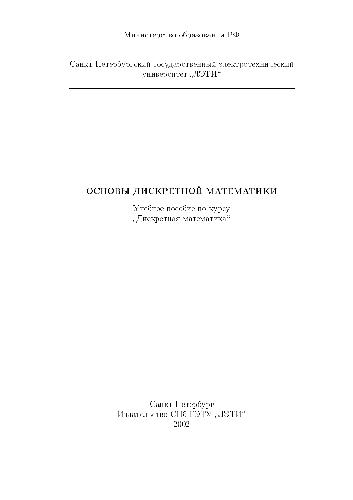 Министерство образования РФ
Санкт-Петербургский государственный электротехнический
университет „ЛЭТИ“
ОСНОВЫ ДИСКРЕТНОЙ МАТЕМАТИКИ
Учебное пособие по курсу
„Дискретная математика“
Санкт-Петербург
Издательство СПбГЭТУ „ЛЭТИ“
2002